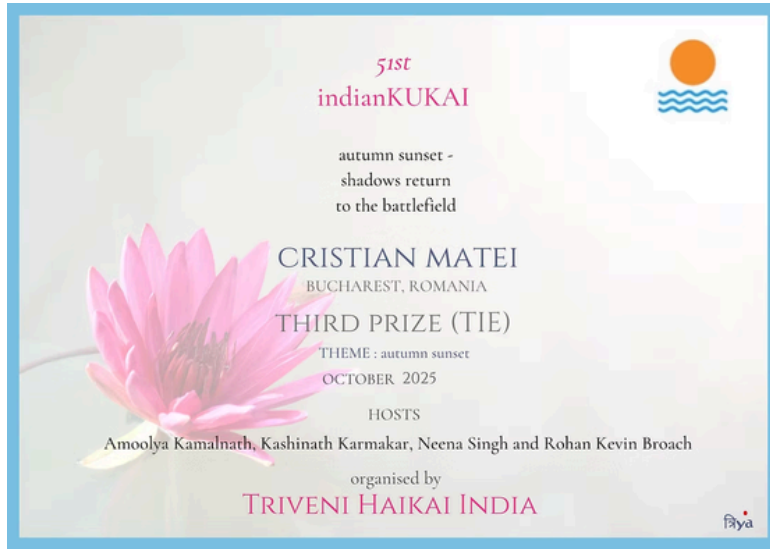 51st
indianKUKAI
autumn sunset -
shadows return
to the battlefield
CRISTIAN MATEI
BUCHAREST, ROMANIA
THIRD PRIZE (TIE)
THEME : autumn sunset
OCTOBER 2025
HOSTS
Amoolya Kamalnath, Kashinath Karmakar, Neena Singh and Rohan Kevin Broach
organised by
TRIVENI HAIKAI INDIA
त्रिyà